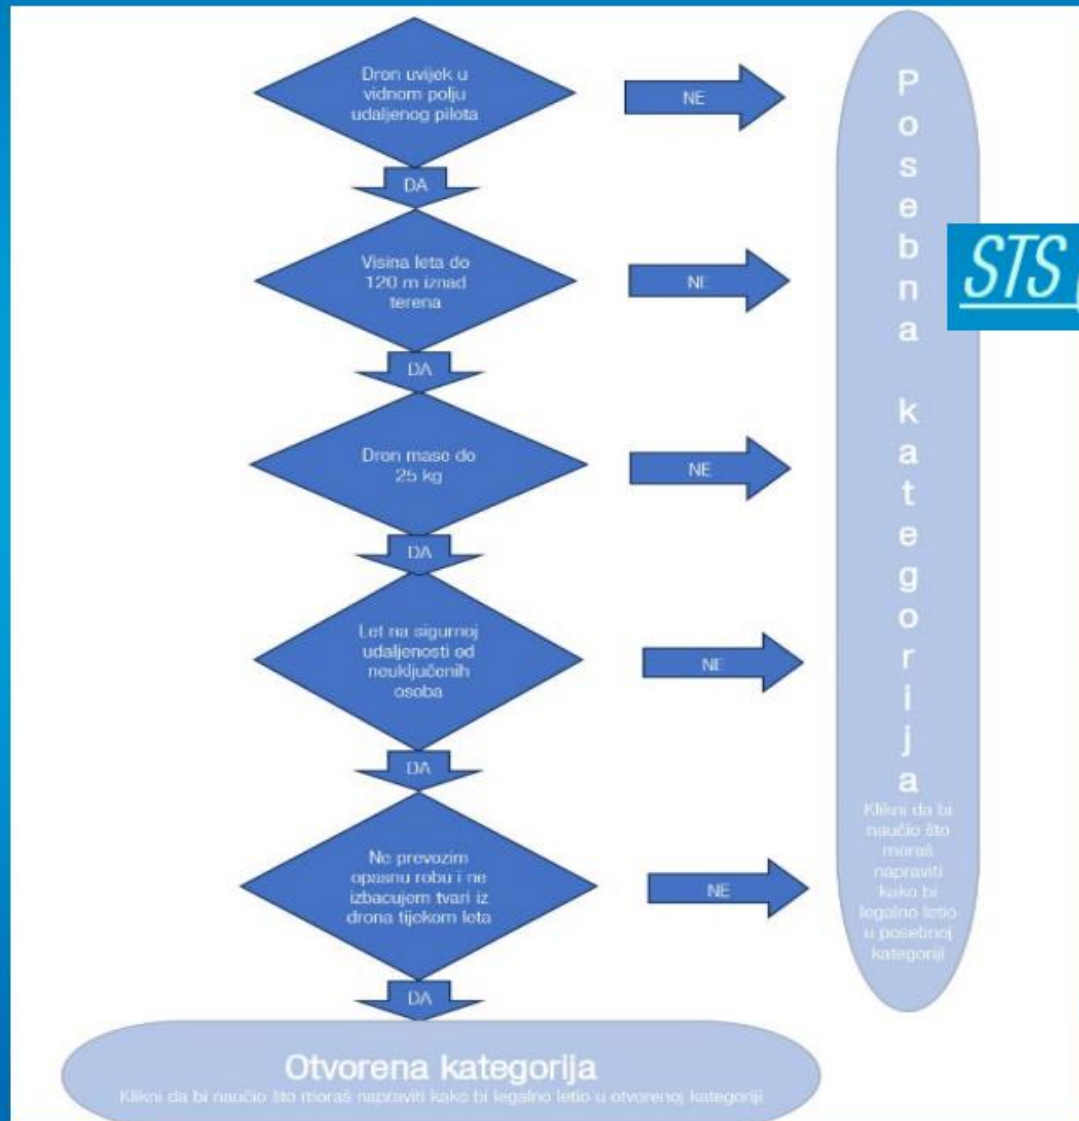 Dron uvijek u
vidnom polju
udaljenog pilota
NE
DA
Visina leta do
120 m iznad
terena
NE
DA
Dron mase do
25 kg
NE
DA
Let na sigurnoj
udaljenosti od
neuključenih
osoba
NE
DA
Ne prevozim
opasnu robu i ne
izbacujem tvari iz
drona tijekom leta
NE
DA
Otvorena kategorija
Klikni da bi naučio što moraš napraviti kako bi legalno letio u otvorenoj kategoriji
Posebna kategorija
Klikni da bi
naučio što
moraš
napraviti
kako bi
legalno letio
u posebnoj
kategoriji
STS